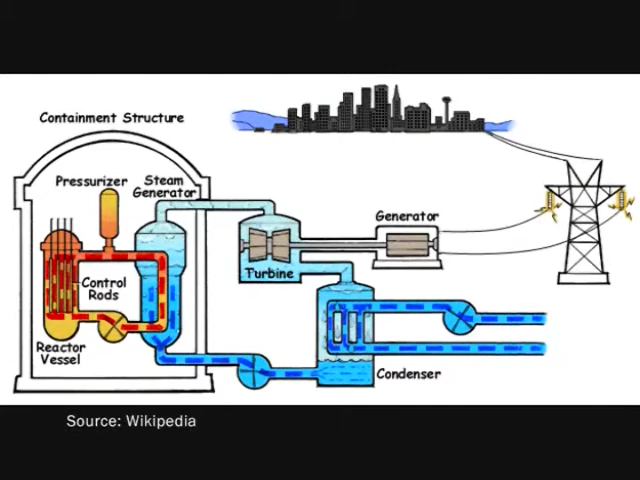 Containment Structure
Pressurizer
Steam
Generator
Control
Rods
Reactor
Vessel
Turbine
Generator
Condenser
Source: Wikipedia